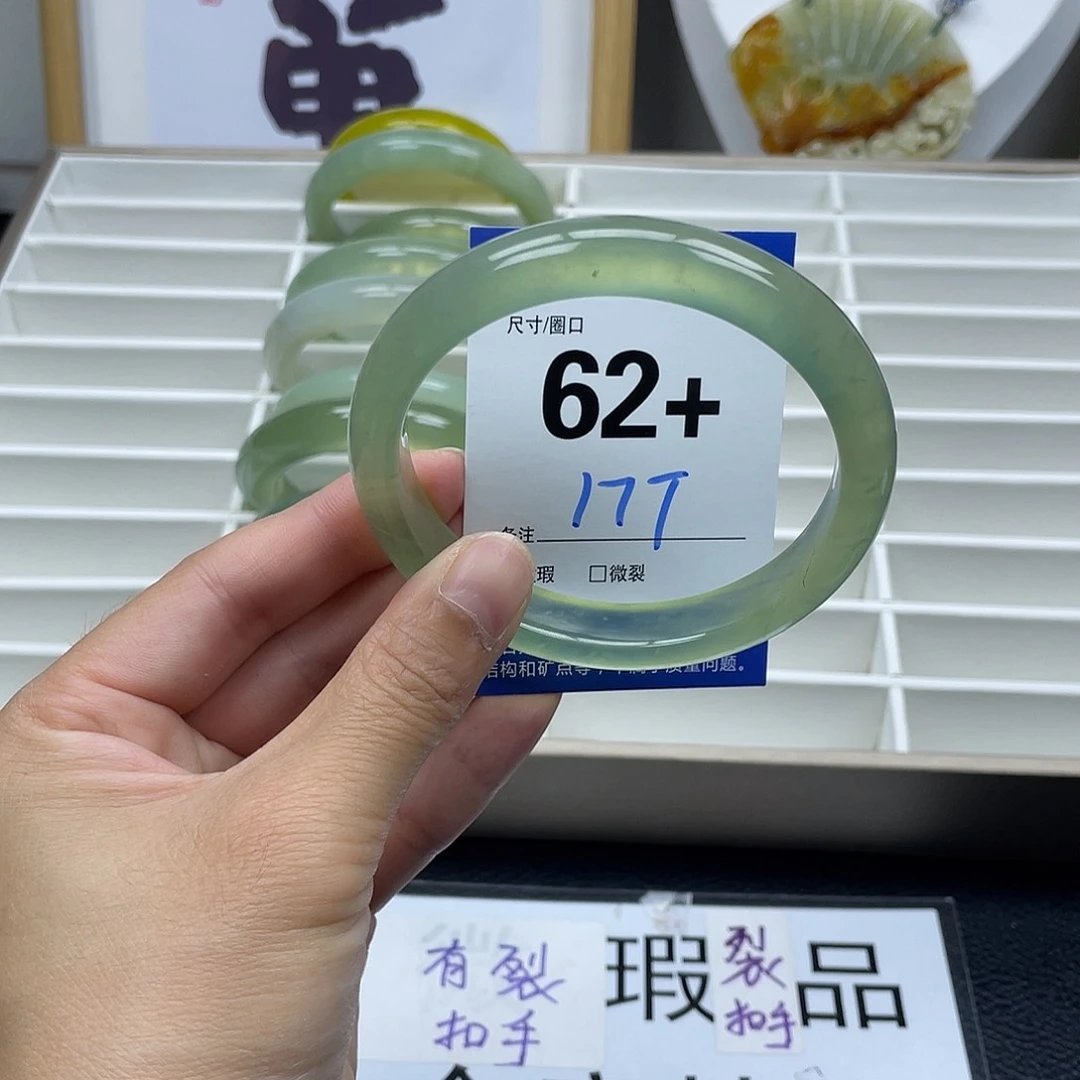 尺寸/圈口
62+
177
备注
瑕 □微裂
结构和矿点等,不属于质量问题。
有裂 瑕 裂 品
扣手 扣手